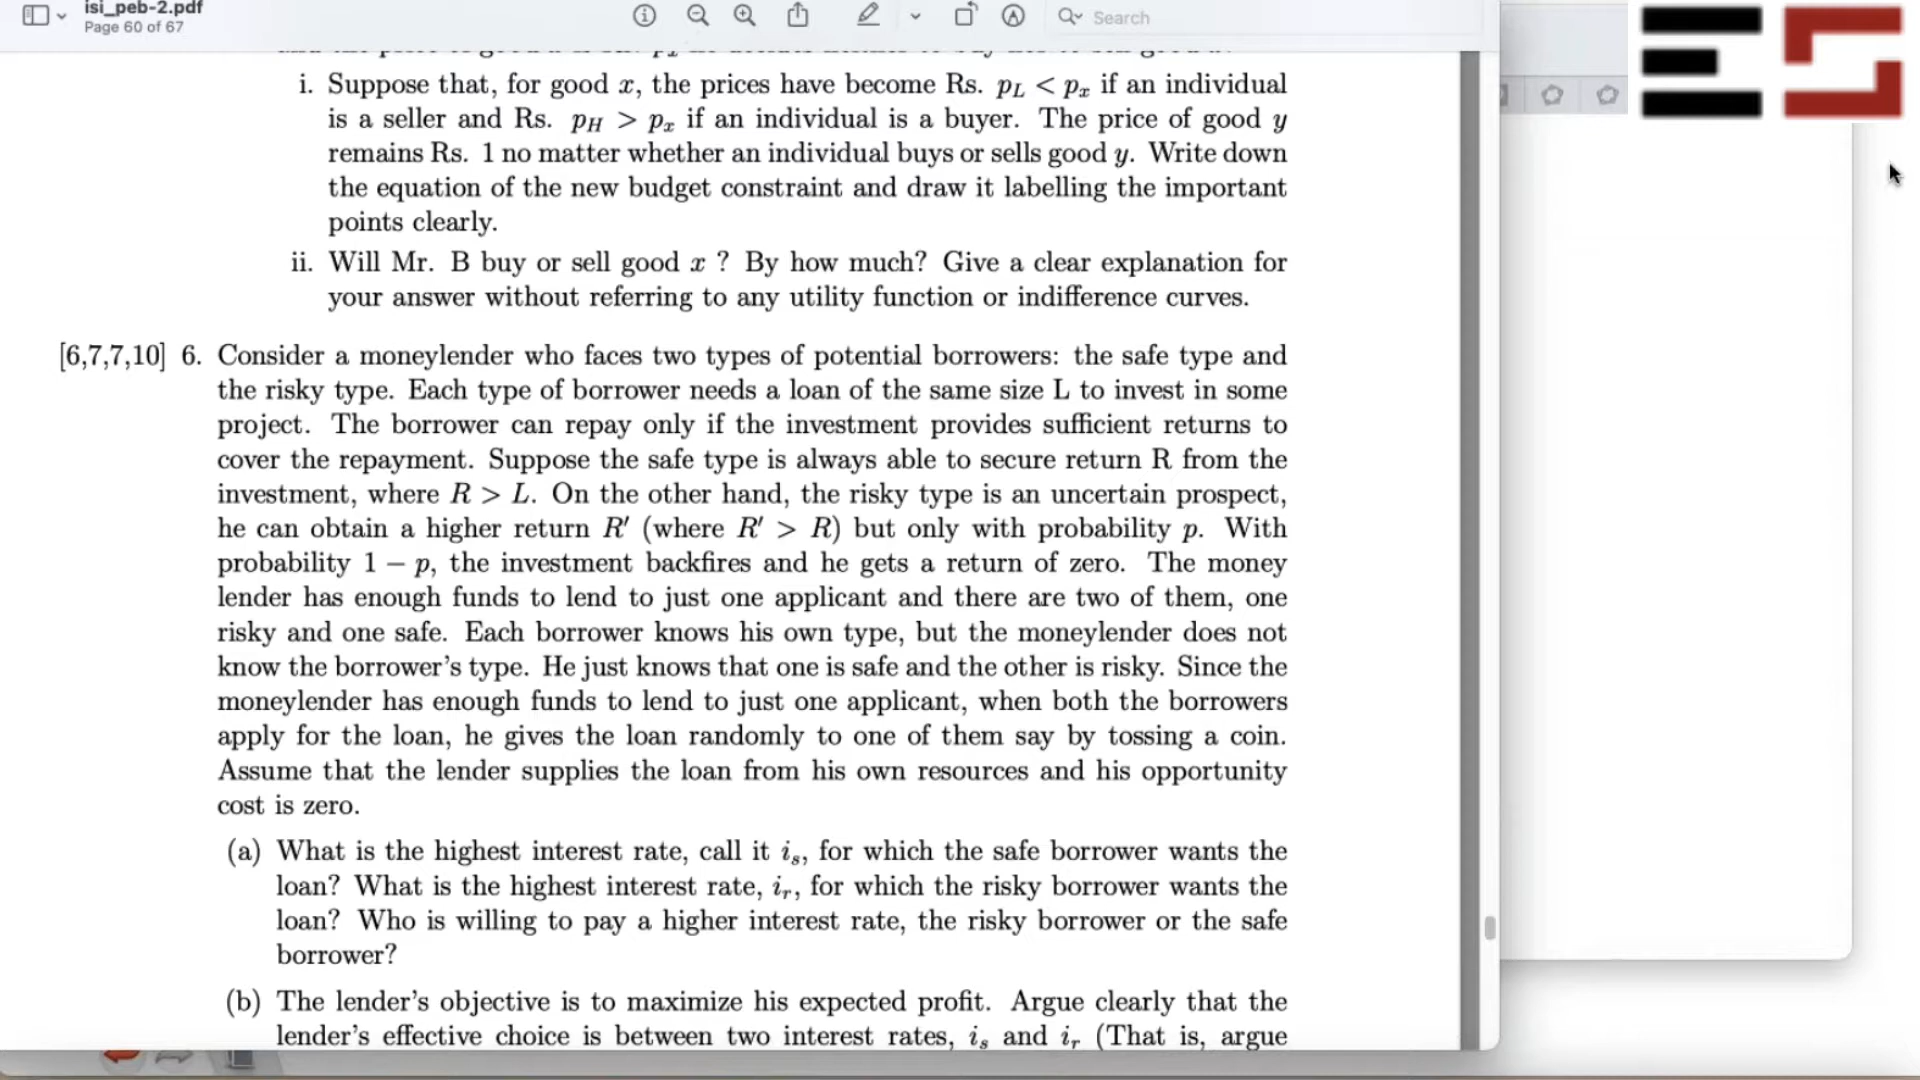 isi_peb-2.pdf
Page 60 of 67
Search
ES
i. Suppose that, for good x, the prices have become Rs. p_L < p_x if an individual
is a seller and Rs. p_H > p_x if an individual is a buyer. The price of good y
remains Rs. 1 no matter whether an individual buys or sells good y. Write down
the equation of the new budget constraint and draw it labelling the important
points clearly.
ii. Will Mr. B buy or sell good x ? By how much? Give a clear explanation for
your answer without referring to any utility function or indifference curves.
[6,7,7,10] 6. Consider a moneylender who faces two types of potential borrowers: the safe type and
the risky type. Each type of borrower needs a loan of the same size L to invest in some
project. The borrower can repay only if the investment provides sufficient returns to
cover the repayment. Suppose the safe type is always able to secure return R from the
investment, where R > L. On the other hand, the risky type is an uncertain prospect,
he can obtain a higher return R′ (where R′ > R) but only with probability p. With
probability 1 − p, the investment backfires and he gets a return of zero. The money
lender has enough funds to lend to just one applicant and there are two of them, one
risky and one safe. Each borrower knows his own type, but the moneylender does not
know the borrower's type. He just knows that one is safe and the other is risky. Since the
moneylender has enough funds to lend to just one applicant, when both the borrowers
apply for the loan, he gives the loan randomly to one of them say by tossing a coin.
Assume that the lender supplies the loan from his own resources and his opportunity
cost is zero.
(a) What is the highest interest rate, call it i_s, for which the safe borrower wants the
loan? What is the highest interest rate, i_r, for which the risky borrower wants the
loan? Who is willing to pay a higher interest rate, the risky borrower or the safe
borrower?
(b) The lender's objective is to maximize his expected profit. Argue clearly that the
lender's effective choice is between two interest rates, i_s and i_r (That is, argue